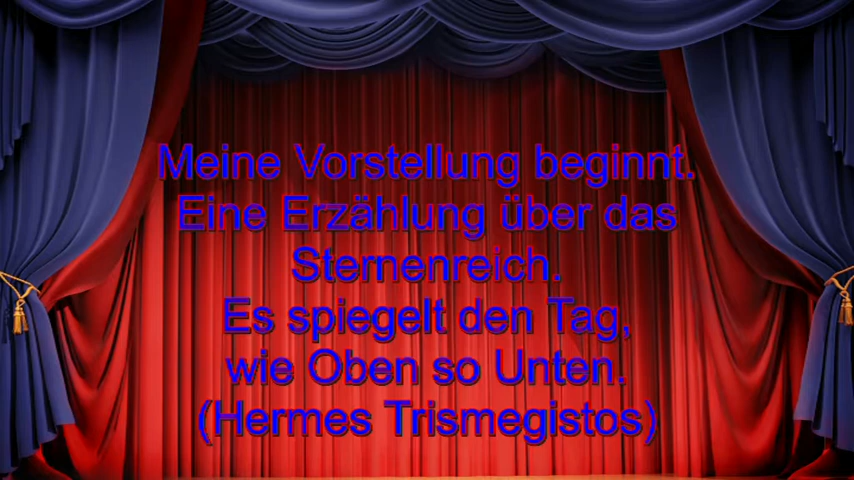 Meine Vorstellung beginnt.
Eine Erzählung über das
Sternenreich.
Es spiegelt den Tag,
wie Oben so Unten.
(Hermes Trismegistos)